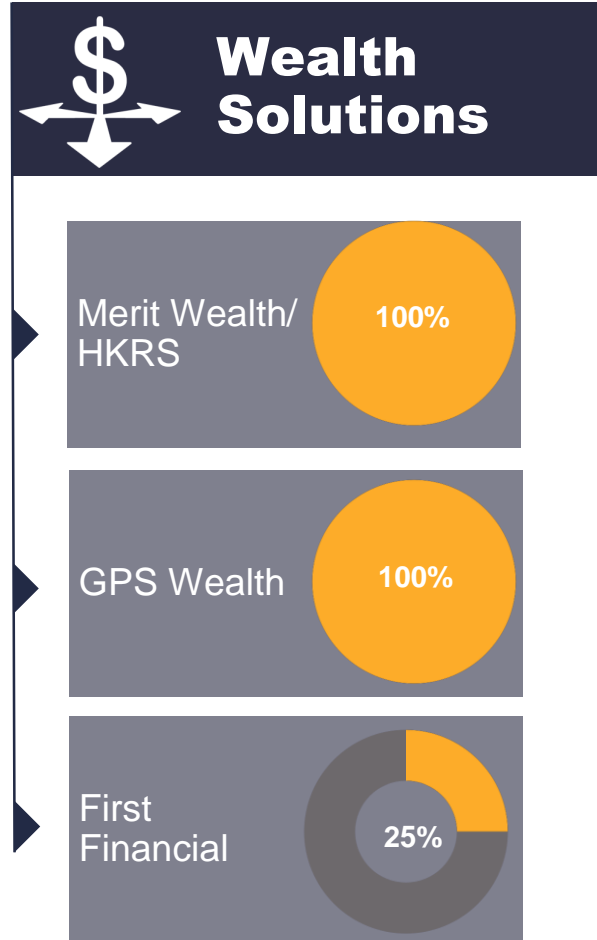 $
Wealth
Solutions
Merit Wealth/
HKRS
100%
GPS Wealth
100%
First
Financial
25%